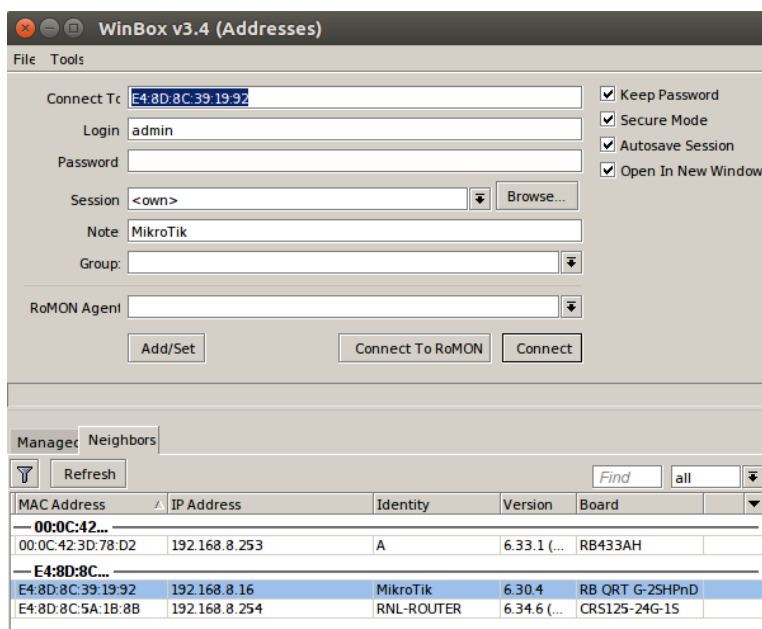 WinBox v3.4 (Addresses)
File Tools
Connect Tc E4:8D:8C:39:19:92
Keep Password
Login admin
Secure Mode
Password
Autosave Session
Open In New Window
Session <own> Browse...
Note MikroTik
Group:
RoMON Agent
Add/Set Connect To RoMON Connect
Managec Neighbors
Refresh Find all
MAC Address IP Address Identity Version Board
00:0C:42...
00:0C:42:3D:78:D2 192.168.8.253 A 6.33.1 (... RB433AH
E4:8D:8C...
E4:8D:8C:39:19:92 192.168.8.16 MikroTik 6.30.4 RB QRT G-2SHPnD
E4:8D:8C:5A:1B:8B 192.168.8.254 RNL-ROUTER 6.34.6 (... CRS125-24G-1S